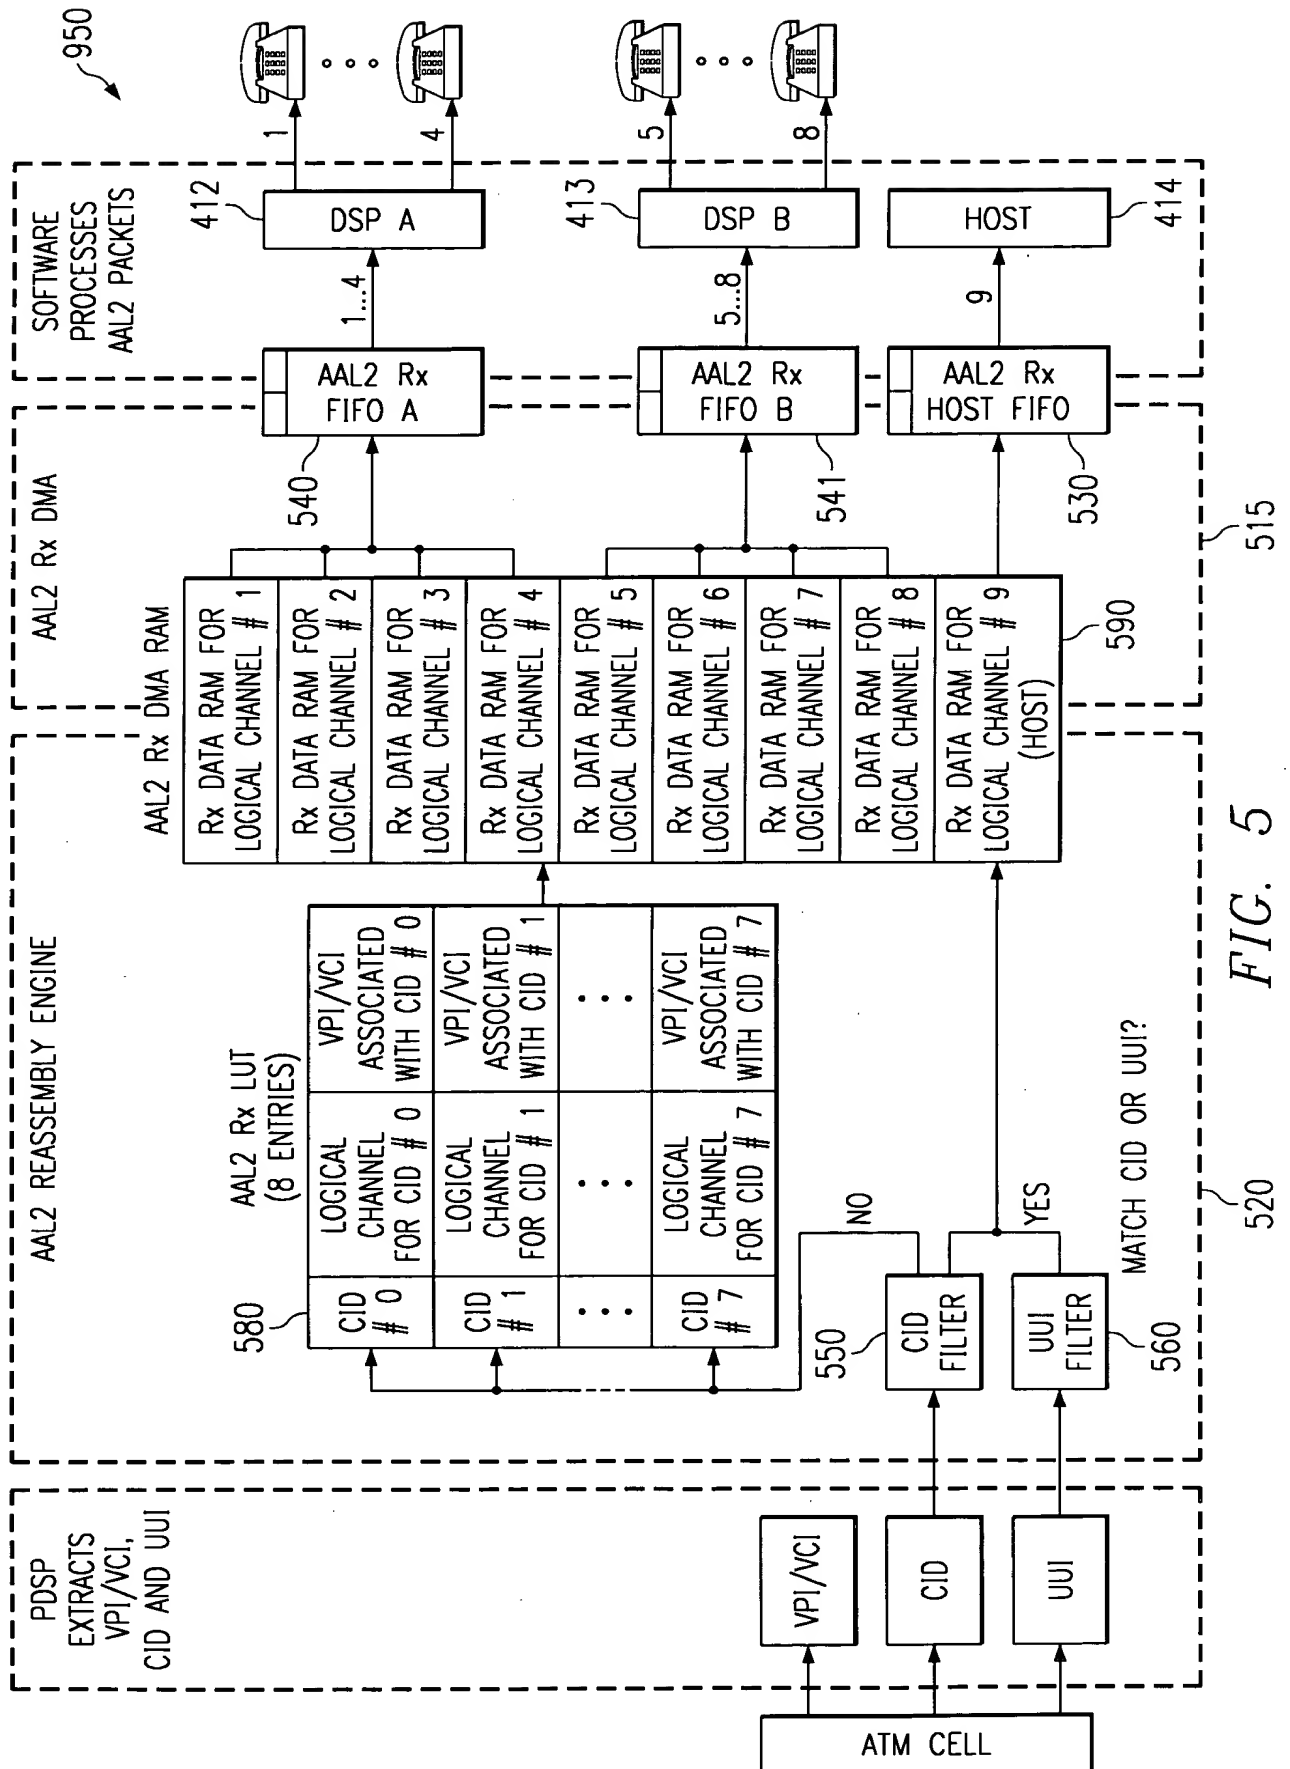 950
PDSP
EXTRACTS
VPI/VCI,
CID AND UUI
ATM CELL
VPI/VCI
CID
UUI
AAL2 REASSEMBLY ENGINE
580
AAL2 Rx LUT
(8 ENTRIES)
CID
# 0
LOGICAL
CHANNEL
FOR CID # 0
VPI/VCI
ASSOCIATED
WITH CID # 0
CID
# 1
LOGICAL
CHANNEL
FOR CID # 1
VPI/VCI
ASSOCIATED
WITH CID # 1
CID
# 7
LOGICAL
CHANNEL
FOR CID # 7
VPI/VCI
ASSOCIATED
WITH CID # 7
NO
550
CID
FILTER
YES
UUI
FILTER
560
MATCH CID OR UUI?
520
AAL2 Rx DMA
AAL2 Rx DMA RAM
Rx DATA RAM FOR
LOGICAL CHANNEL # 1
Rx DATA RAM FOR
LOGICAL CHANNEL # 2
Rx DATA RAM FOR
LOGICAL CHANNEL # 3
Rx DATA RAM FOR
LOGICAL CHANNEL # 4
Rx DATA RAM FOR
LOGICAL CHANNEL # 5
Rx DATA RAM FOR
LOGICAL CHANNEL # 6
Rx DATA RAM FOR
LOGICAL CHANNEL # 7
Rx DATA RAM FOR
LOGICAL CHANNEL # 8
Rx DATA RAM FOR
LOGICAL CHANNEL # 9
(HOST)
590
515
SOFTWARE
PROCESSES
AAL2 PACKETS
AAL2 Rx
FIFO A
540
1...4
412
DSP A
1
4
AAL2 Rx
FIFO B
541
5...8
413
DSP B
5
8
AAL2 Rx
HOST FIFO
530
9
HOST
414
FIG. 5